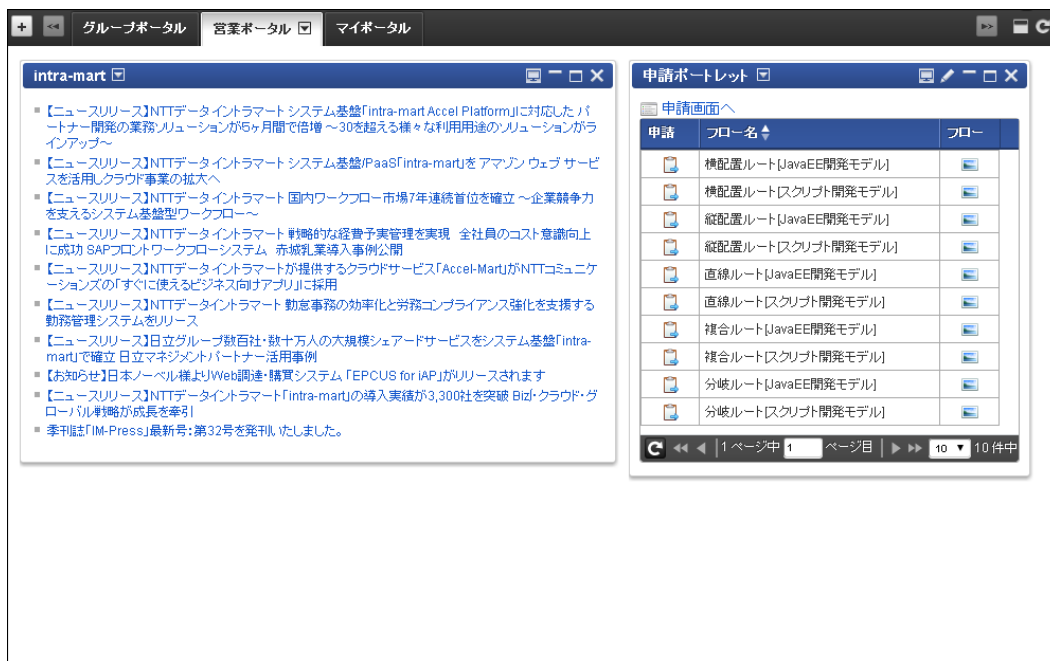 グループポータル 営業ポータル マイポータル
intra-mart
【ニュースリリース】NTTデータイントラマート システム基盤「intra-mart Accel Platform」に対応した パ
ートナー開発の業務ソリューションが5ヶ月間で倍増 ~30を超える様々な利用用途のソリューションがラ
インアップ~
【ニュースリリース】NTTデータイントラマート システム基盤/PaaS「intra-mart」を アマゾン ウェブ サービ
スを活用しクラウド事業の拡大へ
【ニュースリリース】NTTデータイントラマート 国内ワークフロー市場7年連続首位を確立 ~企業競争力
を支えるシステム基盤型ワークフロー~
【ニュースリリース】NTTデータイントラマート 戦略的な経費予実管理を実現 全社員のコスト意識向上
に成功 SAPフロントワークフローシステム 赤城乳業導入事例公開
【ニュースリリース】NTTデータイントラマートが提供するクラウドサービス「Accel-Mart」がNTTコミュニケ
ーションズの「すぐに使えるビジネス向けアプリ」に採用
【ニュースリリース】NTTデータイントラマート 勤怠事務の効率化と労務コンプライアンス強化を支援する
勤務管理システムをリリース
【ニュースリリース】日立グループ数百社・数十万人の大規模シェアードサービスをシステム基盤「intra-
mart」で確立 日立マネジメントパートナー活用事例
【お知らせ】日本ノーベル様よりWeb調達・購買システム 「EPCUS for iAP」がリリースされます
【ニュースリリース】NTTデータイントラマート「intra-mart」の導入実績が3,300社を突破 Biz∫・クラウド・グ
ローバル戦略が成長を牽引
季刊誌「IM-Press」最新号：第32号を発刊いたしました。
申請ポートレット
申請画面へ
申請 フロー名 フロー
横配置ルート[JavaEE開発モデル]
横配置ルート[スクリプト開発モデル]
縦配置ルート[JavaEE開発モデル]
縦配置ルート[スクリプト開発モデル]
直線ルート[JavaEE開発モデル]
直線ルート[スクリプト開発モデル]
複合ルート[JavaEE開発モデル]
複合ルート[スクリプト開発モデル]
分岐ルート[JavaEE開発モデル]
分岐ルート[スクリプト開発モデル]
1 ページ中 1 ページ目 10 10 件中